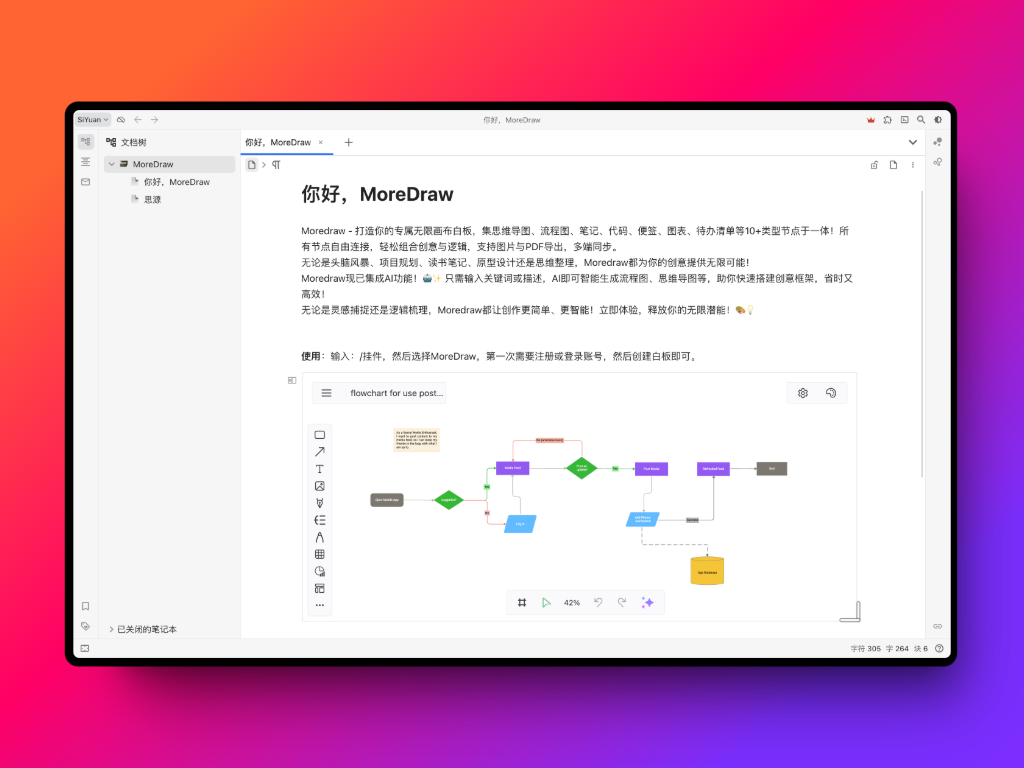 SiYuan
你好，MoreDraw
文档树
MoreDraw
你好，MoreDraw
思源
已关闭的笔记本
你好，MoreDraw
你好，MoreDraw
Moredraw - 打造你的专属无限画布白板，集思维导图、流程图、笔记、代码、便签、图表、待办清单等10+类型节点于一体！所
有节点自由连接，轻松组合创意与逻辑，支持图片与PDF导出，多端同步。
无论是头脑风暴、项目规划、读书笔记、原型设计还是思维整理，Moredraw都为你的创意提供无限可能！
Moredraw现已集成AI功能！🤖✨ 只需输入关键词或描述，AI即可智能生成流程图、思维导图等，助你快速搭建创意框架，省时又
高效！
无论是灵感捕捉还是逻辑梳理，Moredraw都让创作更简单、更智能！立即体验，释放你的无限潜能！🎨💡
使用：输入：/挂件，然后选择MoreDraw，第一次需要注册或登录账号，然后创建白板即可。
flowchart for use post...
Log in
End
42%
字符 305 字 264 块 6